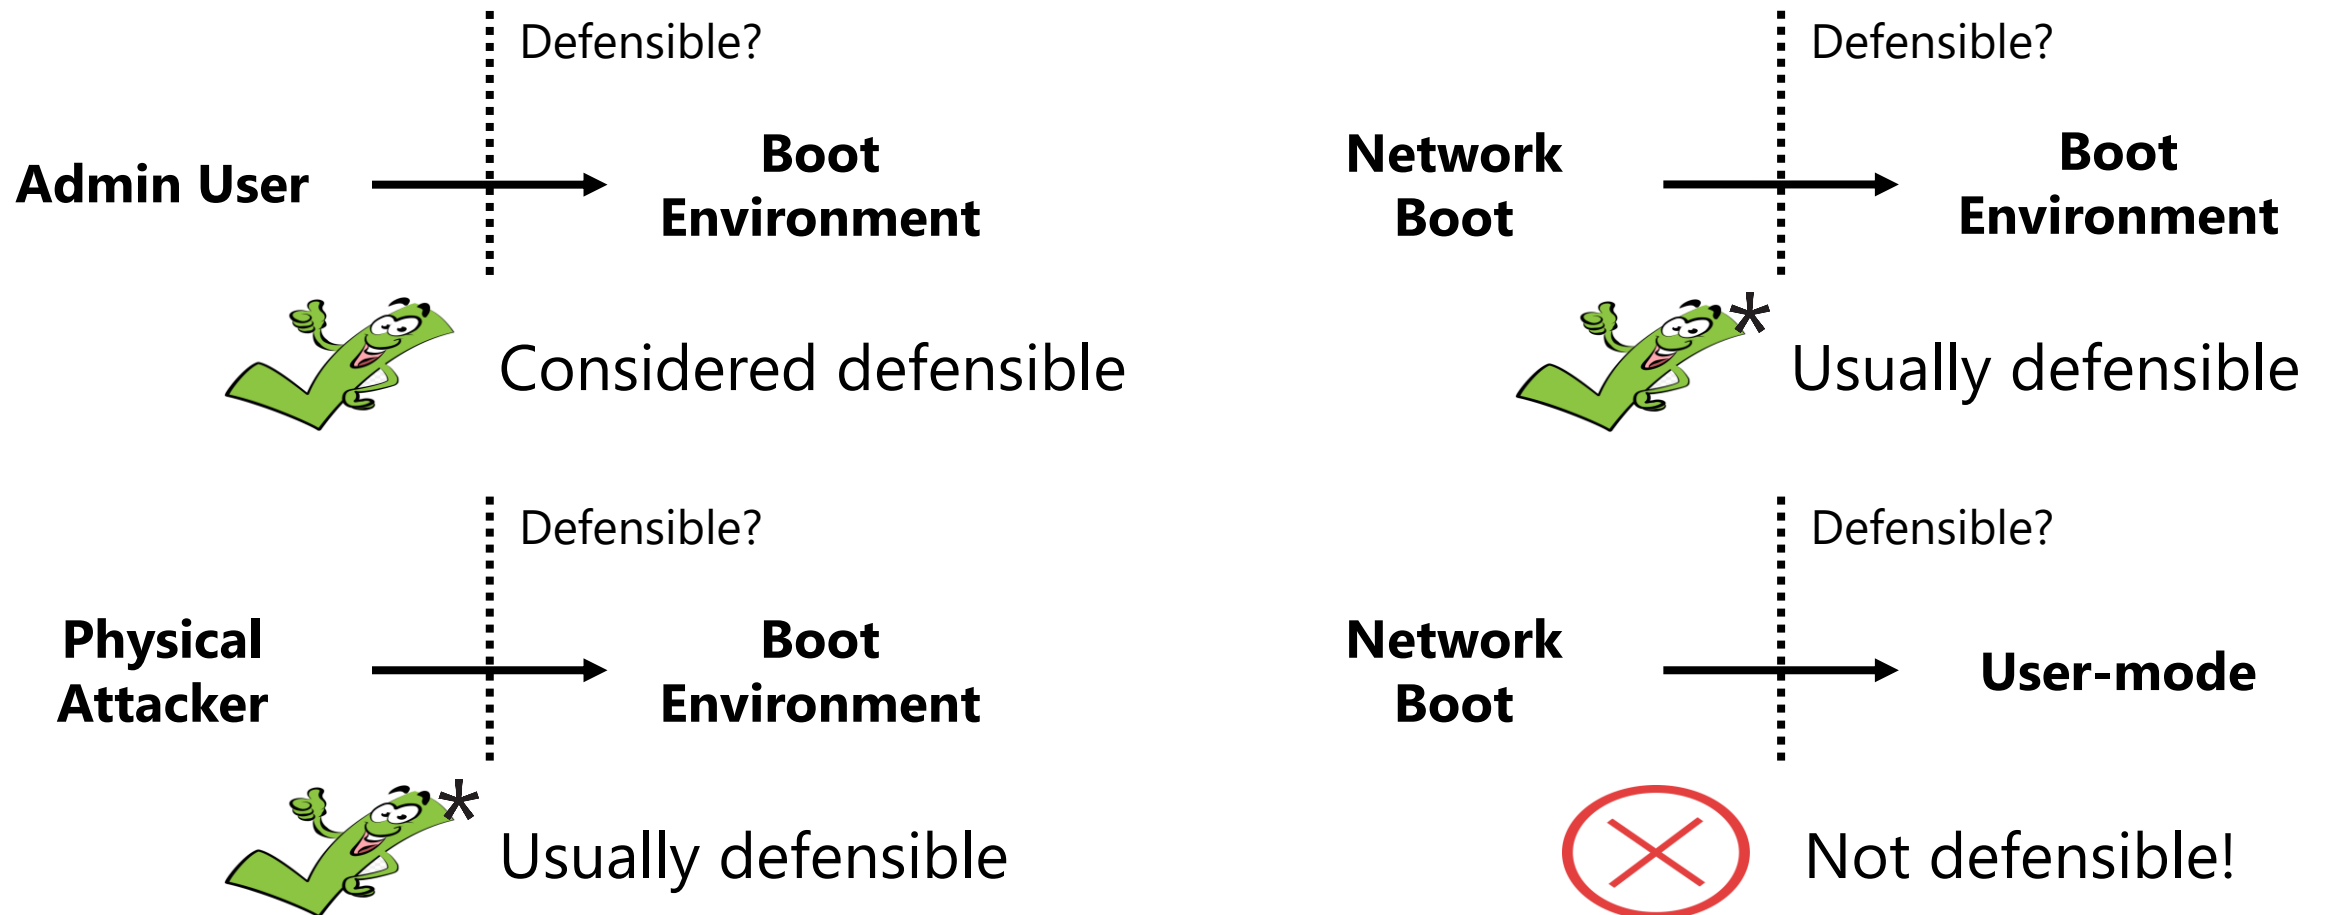 Defensible?
Admin User
Boot
Environment
Considered defensible
Defensible?
Network
Boot
Boot
Environment
*
Usually defensible
Defensible?
Physical
Attacker
Boot
Environment
*
Usually defensible
Defensible?
Network
Boot
User-mode
Not defensible!